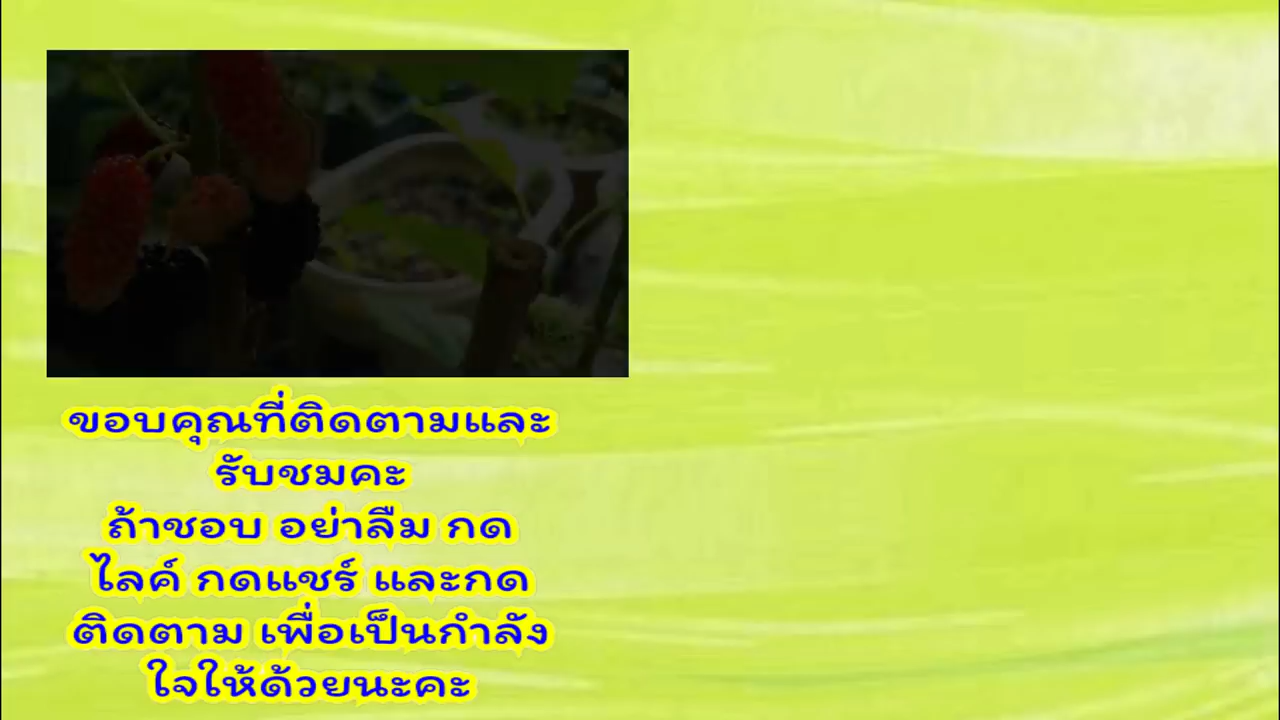 ขอบคุณที่ติดตามและ
รับชมคะ
ถ้าชอบ อย่าลืม กด
ไลค์ กดแชร์ และกด
ติดตาม เพื่อเป็นกำลัง
ใจให้ด้วยนะคะ